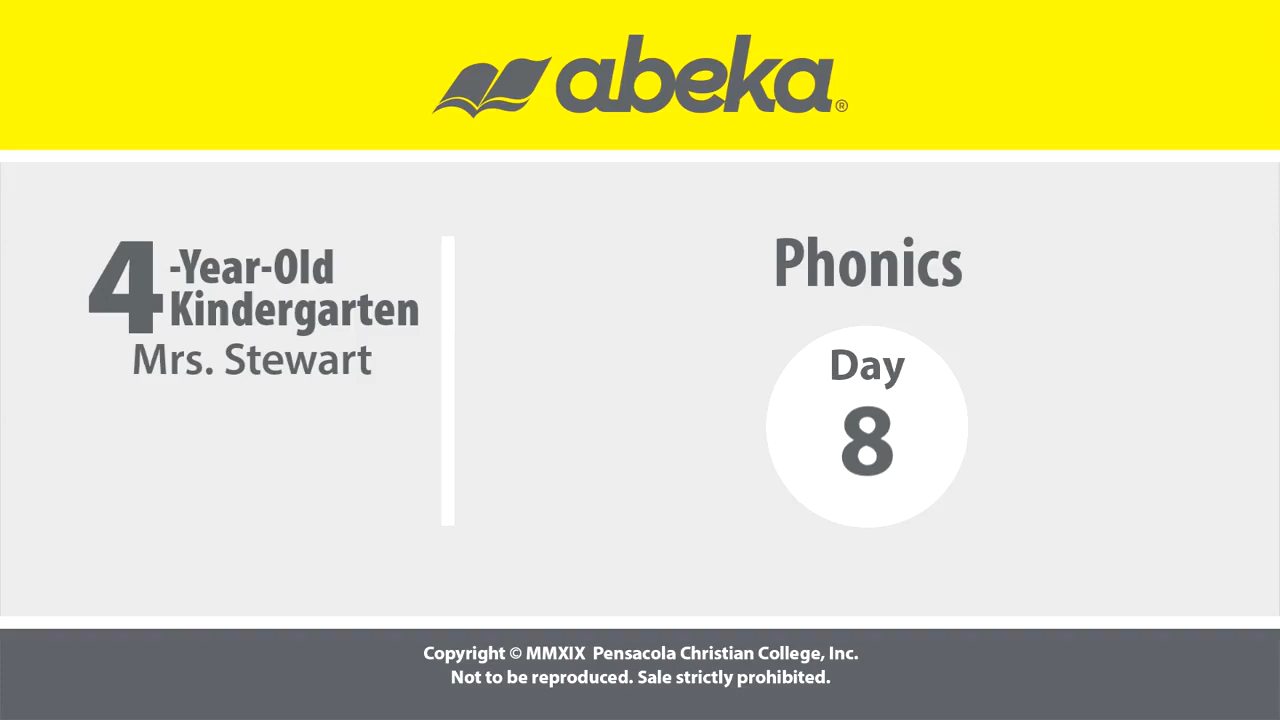 abeka®
4-Year-Old
Kindergarten
Mrs. Stewart
Phonics
Day
8
Copyright © MMXIX Pensacola Christian College, Inc.
Not to be reproduced. Sale strictly prohibited.